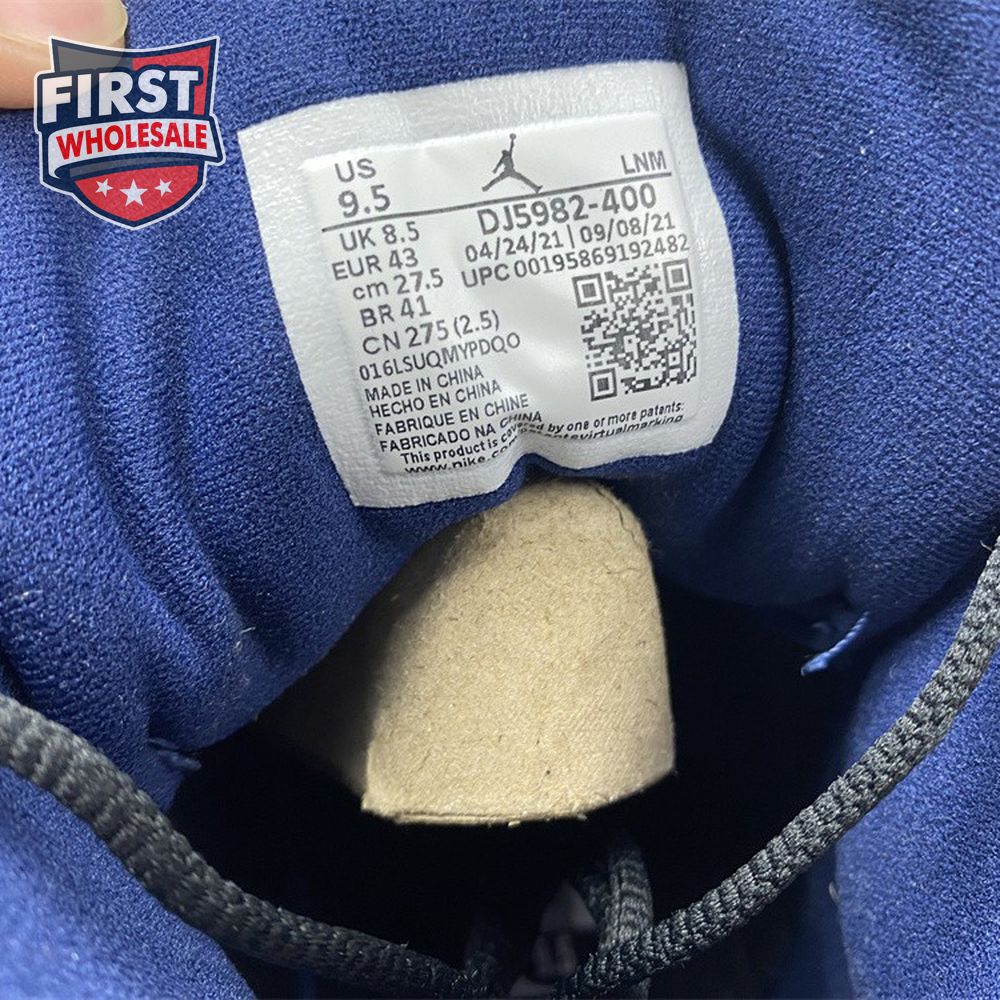 FIRST
WHOLESALE
US
9.5
LNM
DJ5982-400
UK 8.5
04/24/21 | 09/08/21
EUR 43
UPC 00195869192482
cm 27.5
BR 41
CN 275 (2.5)
016LSUQMYPDQO
MADE IN CHINA
HECHO EN CHINA
FABRIQUE EN CHINE
FABRICADO NA CHINA
This product is covered by one or more patents:
www.nike